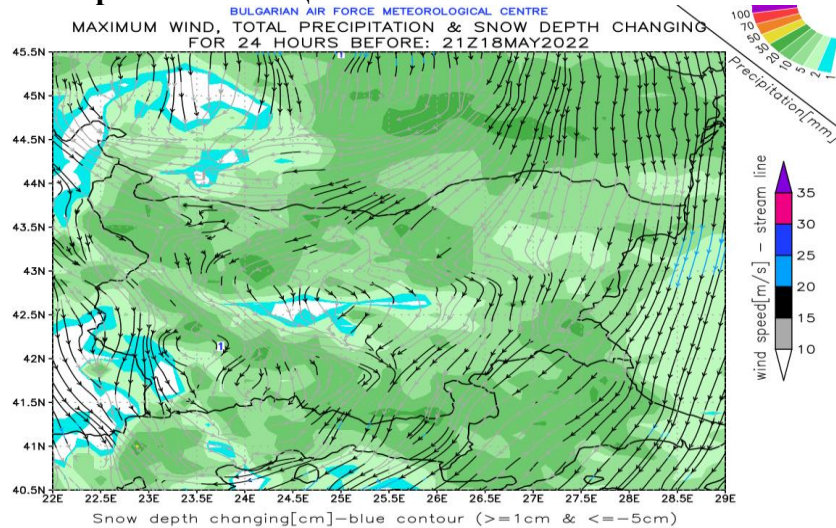 BULGARIAN AIR FORCE METEOROLOGICAL CENTRE
MAXIMUM WIND, TOTAL PRECIPITATION & SNOW DEPTH CHANGING
FOR 24 HOURS BEFORE: 21Z18MAY2022
100
70
50
30
20
10
5
2
1
Precipitation[mm]
45.5N
45N
44.5N
44N
43.5N
43N
42.5N
42N
41.5N
41N
40.5N
1
1
35
30
25
20
15
10
wind speed[m/s] - stream line
22E 22.5E 23E 23.5E 24E 24.5E 25E 25.5E 26E 26.5E 27E 27.5E 28E 28.5E 29E
Snow depth changing[cm]-blue contour (>=1cm & <=-5cm)